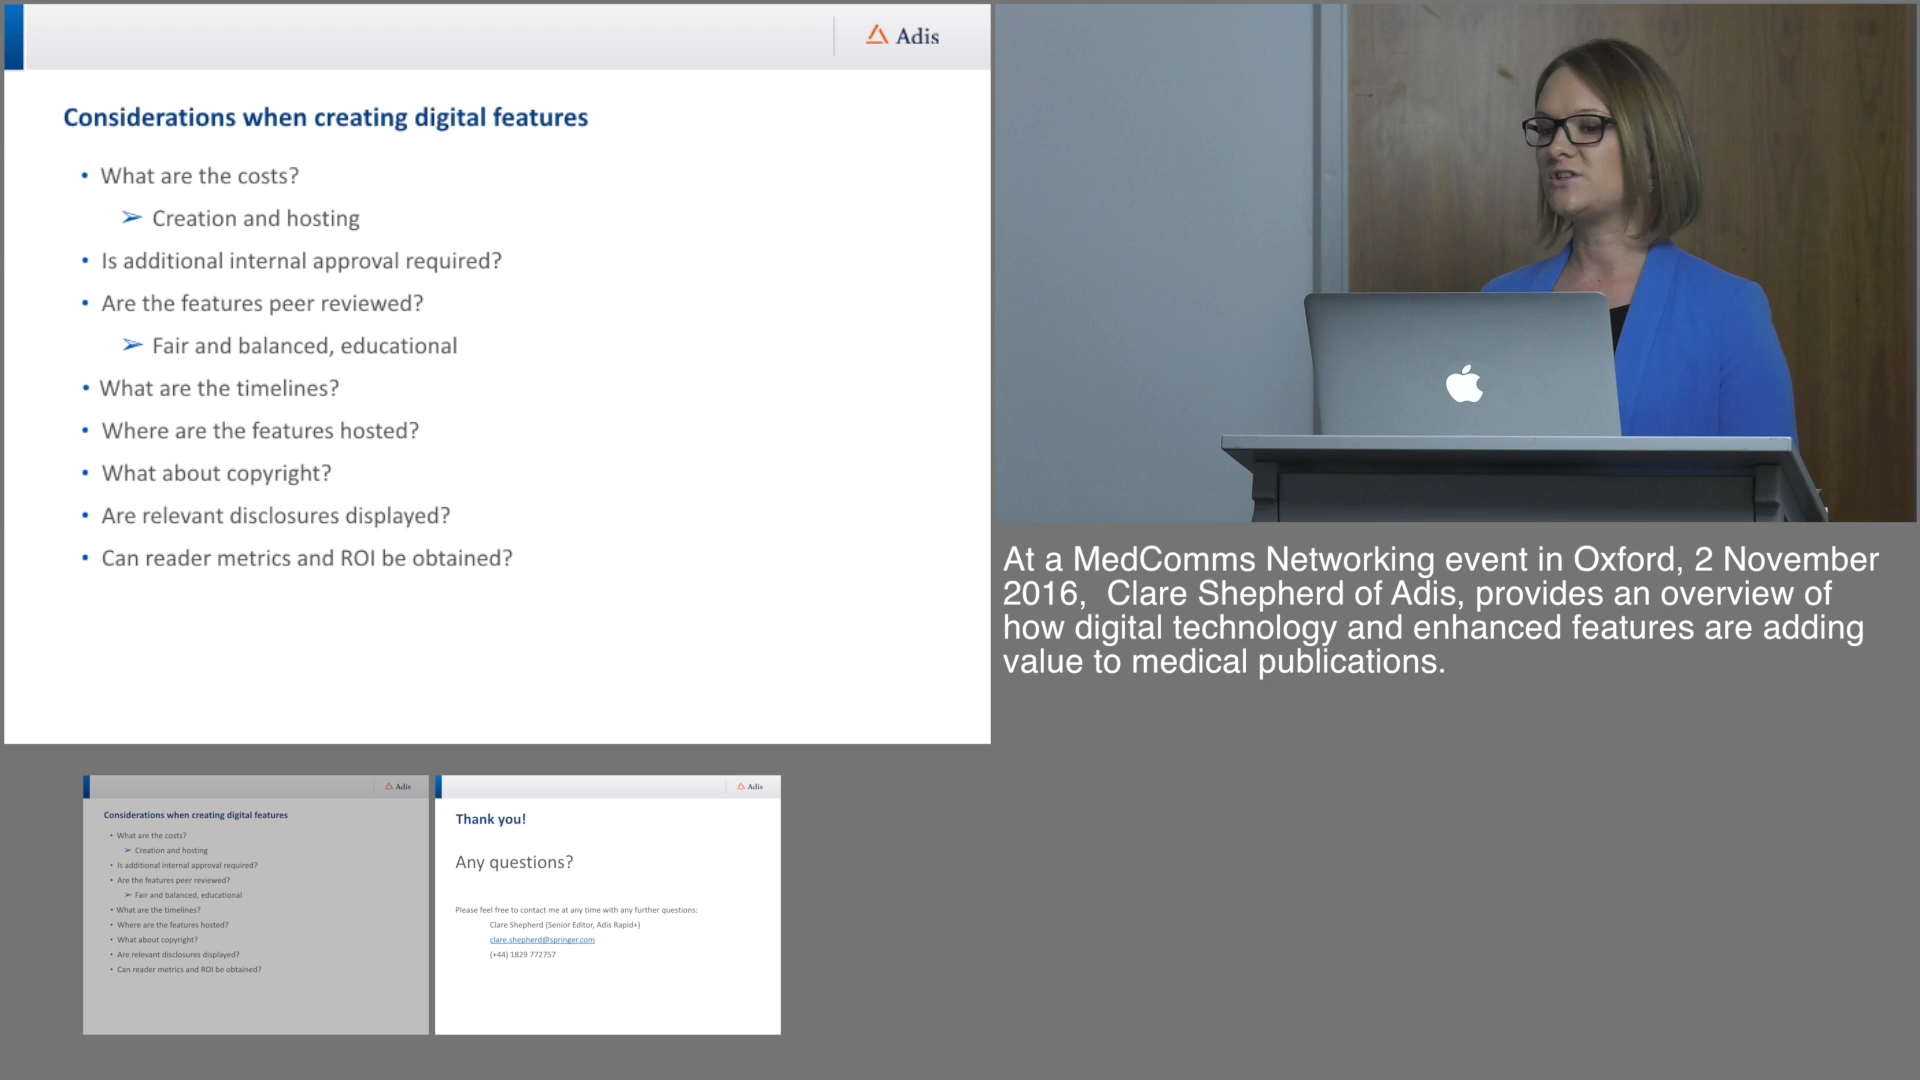 Adis
Considerations when creating digital features
• What are the costs?
➢ Creation and hosting
• Is additional internal approval required?
• Are the features peer reviewed?
➢ Fair and balanced, educational
• What are the timelines?
• Where are the features hosted?
• What about copyright?
• Are relevant disclosures displayed?
• Can reader metrics and ROI be obtained?
At a MedComms Networking event in Oxford, 2 November
2016,  Clare Shepherd of Adis, provides an overview of
how digital technology and enhanced features are adding
value to medical publications.
Adis
Considerations when creating digital features
• What are the costs?
➢ Creation and hosting
• Is additional internal approval required?
• Are the features peer reviewed?
➢ Fair and balanced, educational
• What are the timelines?
• Where are the features hosted?
• What about copyright?
• Are relevant disclosures displayed?
• Can reader metrics and ROI be obtained?
Adis
Thank you!
Any questions?
Please feel free to contact me at any time with any further questions:
Clare Shepherd (Senior Editor, Adis Rapid+)
clare.shepherd@springer.com
(+44) 1829 772757